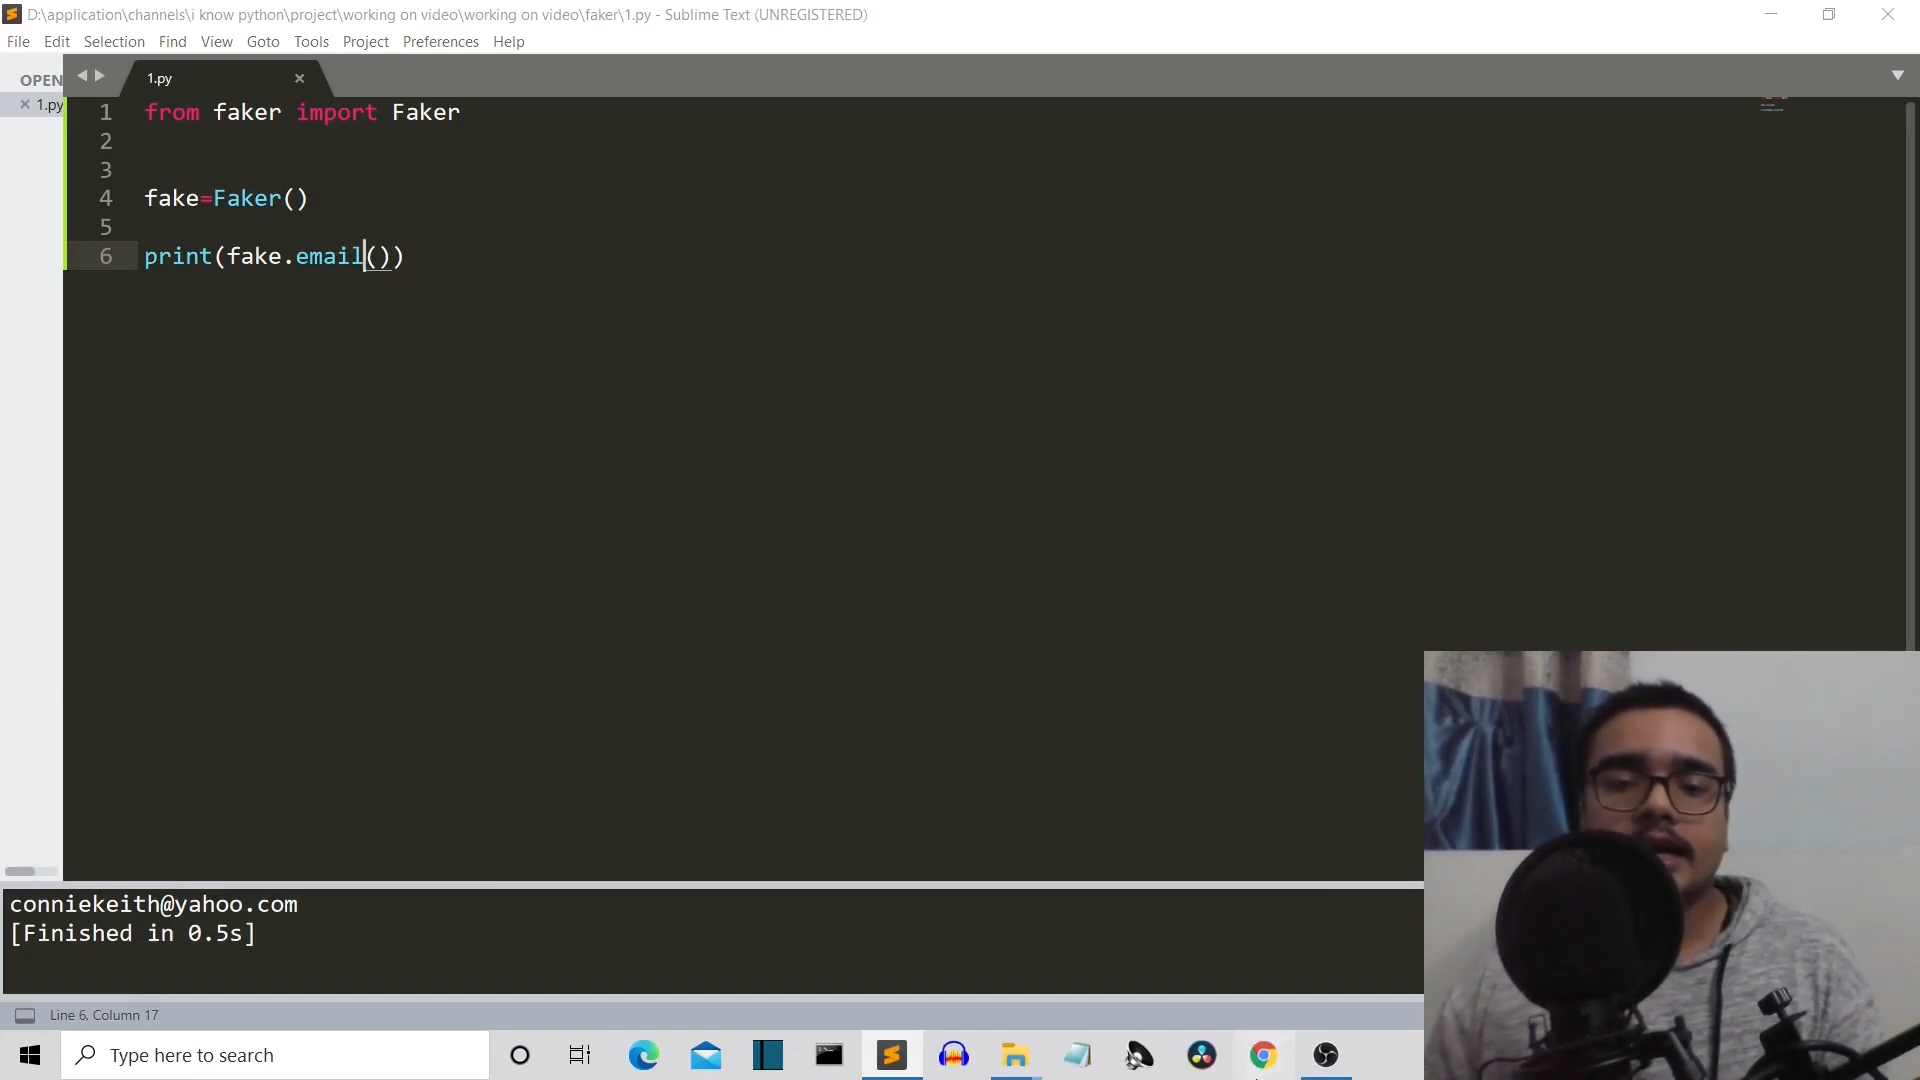 D:\application\channels\i know python\project\working on video\working on video\faker\1.py - Sublime Text (UNREGISTERED)
File Edit Selection Find View Goto Tools Project Preferences Help
OPEN
1.py
1.py
1 from faker import Faker
2
3
4 fake=Faker()
5
6 print(fake.email())
conniekeith@yahoo.com
[Finished in 0.5s]
Line 6, Column 17
Type here to search